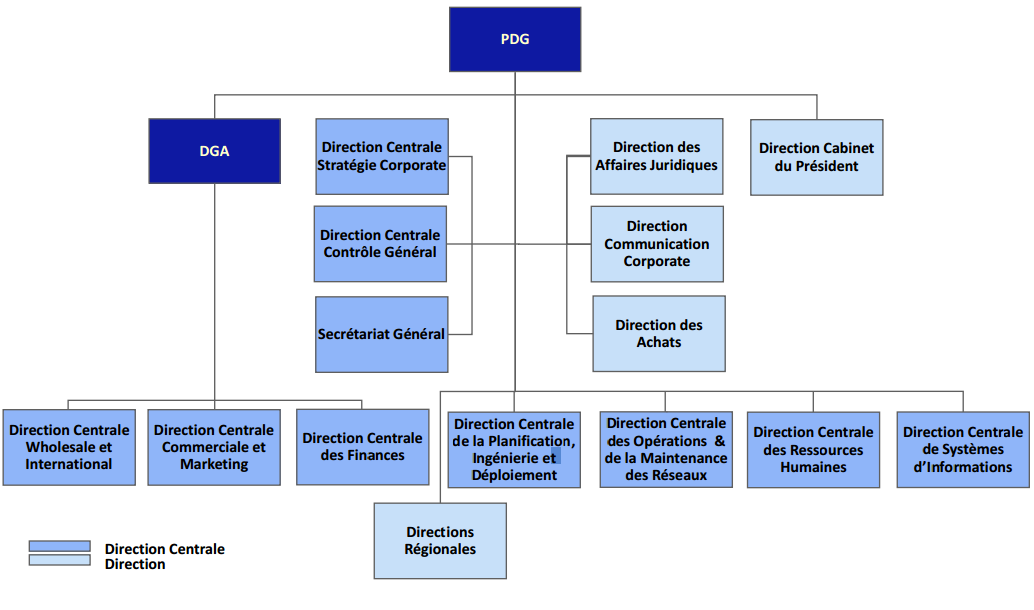 PDG
DGA
Direction Centrale
Stratégie Corporate
Direction des
Affaires Juridiques
Direction Cabinet
du Président
Direction Centrale
Contrôle Général
Direction
Communication
Corporate
Secrétariat Général
Direction des
Achats
Direction Centrale
Wholesale et
International
Direction Centrale
Commerciale et
Marketing
Direction Centrale
des Finances
Direction Centrale
de la Planification,
Ingénierie et
Déploiement
Direction Centrale
des Opérations &
de la Maintenance
des Réseaux
Direction Centrale
des Ressources
Humaines
Direction Centrale
de Systèmes
d’Informations
Directions
Régionales
Direction Centrale
Direction